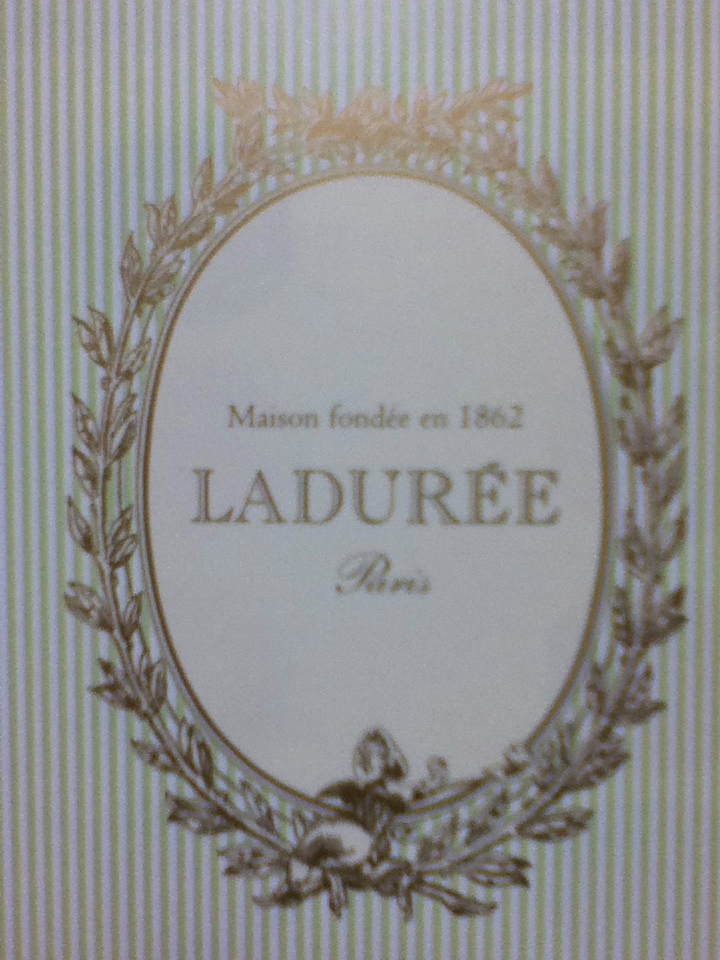 Maison fondée en 1862
LADURÉE
Paris